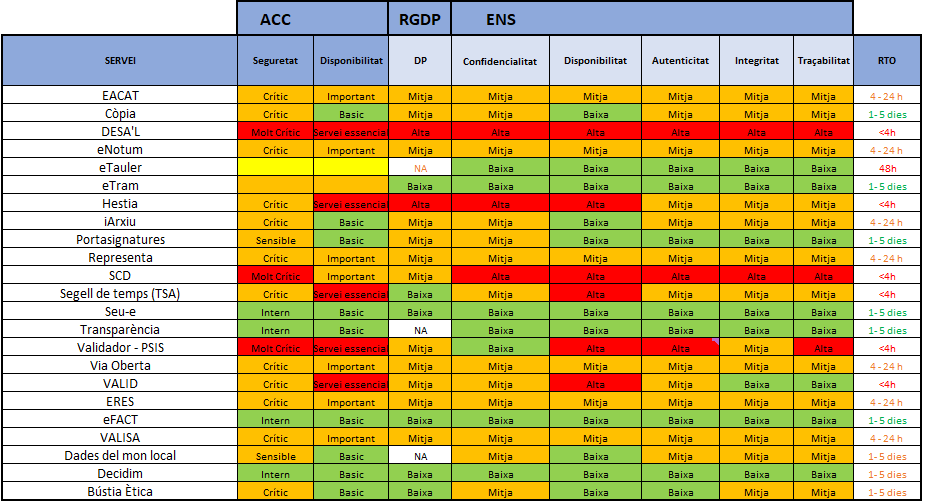 ACC RGDP ENS
SERVEI Seguretat Disponibilitat DP Confidencialitat Disponibilitat Autenticitat Integritat Traçabilitat RTO
EACAT Crític Important Mitja Mitja Mitja Mitja Mitja Mitja 4 - 24 h
Còpia Crític Basic Mitja Mitja Baixa Mitja Mitja Mitja 1- 5 dies
DESA'L Molt Crític Servei essencial Alta Alta Alta Alta Alta Alta <4h
eNotum Crític Important Mitja Mitja Mitja Mitja Mitja Mitja 4 - 24 h
eTauler NA Baixa Baixa Baixa Baixa Baixa 48h
eTram Baixa Baixa Baixa Baixa Baixa Baixa 1- 5 dies
Hestia Crític Servei essencial Alta Alta Alta Mitja Mitja Mitja <4h
iArxiu Crític Basic Mitja Mitja Baixa Mitja Mitja Mitja 4 - 24 h
Portasignatures Sensible Basic Mitja Mitja Baixa Baixa Baixa Baixa 1- 5 dies
Representa Crític Important Mitja Mitja Mitja Mitja Mitja Mitja 4 - 24 h
SCD Molt Crític Important Mitja Alta Alta Alta Alta Alta <4h
Segell de temps (TSA) Crític Servei essencial Baixa Mitja Alta Mitja Mitja Mitja <4h
Seu-e Intern Basic Baixa Baixa Baixa Baixa Baixa Baixa 1- 5 dies
Transparència Intern Basic NA Baixa Baixa Baixa Baixa Baixa 1- 5 dies
Validador - PSIS Molt Crític Servei essencial Mitja Baixa Alta Alta Mitja Alta <4h
Via Oberta Crític Important Mitja Mitja Mitja Mitja Mitja Mitja 4 - 24 h
VALID Crític Servei essencial Mitja Mitja Alta Mitja Baixa Baixa <4h
ERES Crític Important Mitja Mitja Mitja Mitja Mitja Mitja 4 - 24 h
eFACT Intern Basic Baixa Baixa Baixa Baixa Baixa Baixa 1- 5 dies
VALISA Crític Important Mitja Mitja Mitja Mitja Mitja Mitja 4 - 24 h
Dades del mon local Sensible Basic NA Mitja Baixa Mitja Mitja Mitja 1- 5 dies
Decidim Intern Basic Baixa Baixa Baixa Baixa Baixa Baixa 1- 5 dies
Bústia Ètica Crític Basic Baixa Mitja Baixa Baixa Mitja Mitja 1- 5 dies